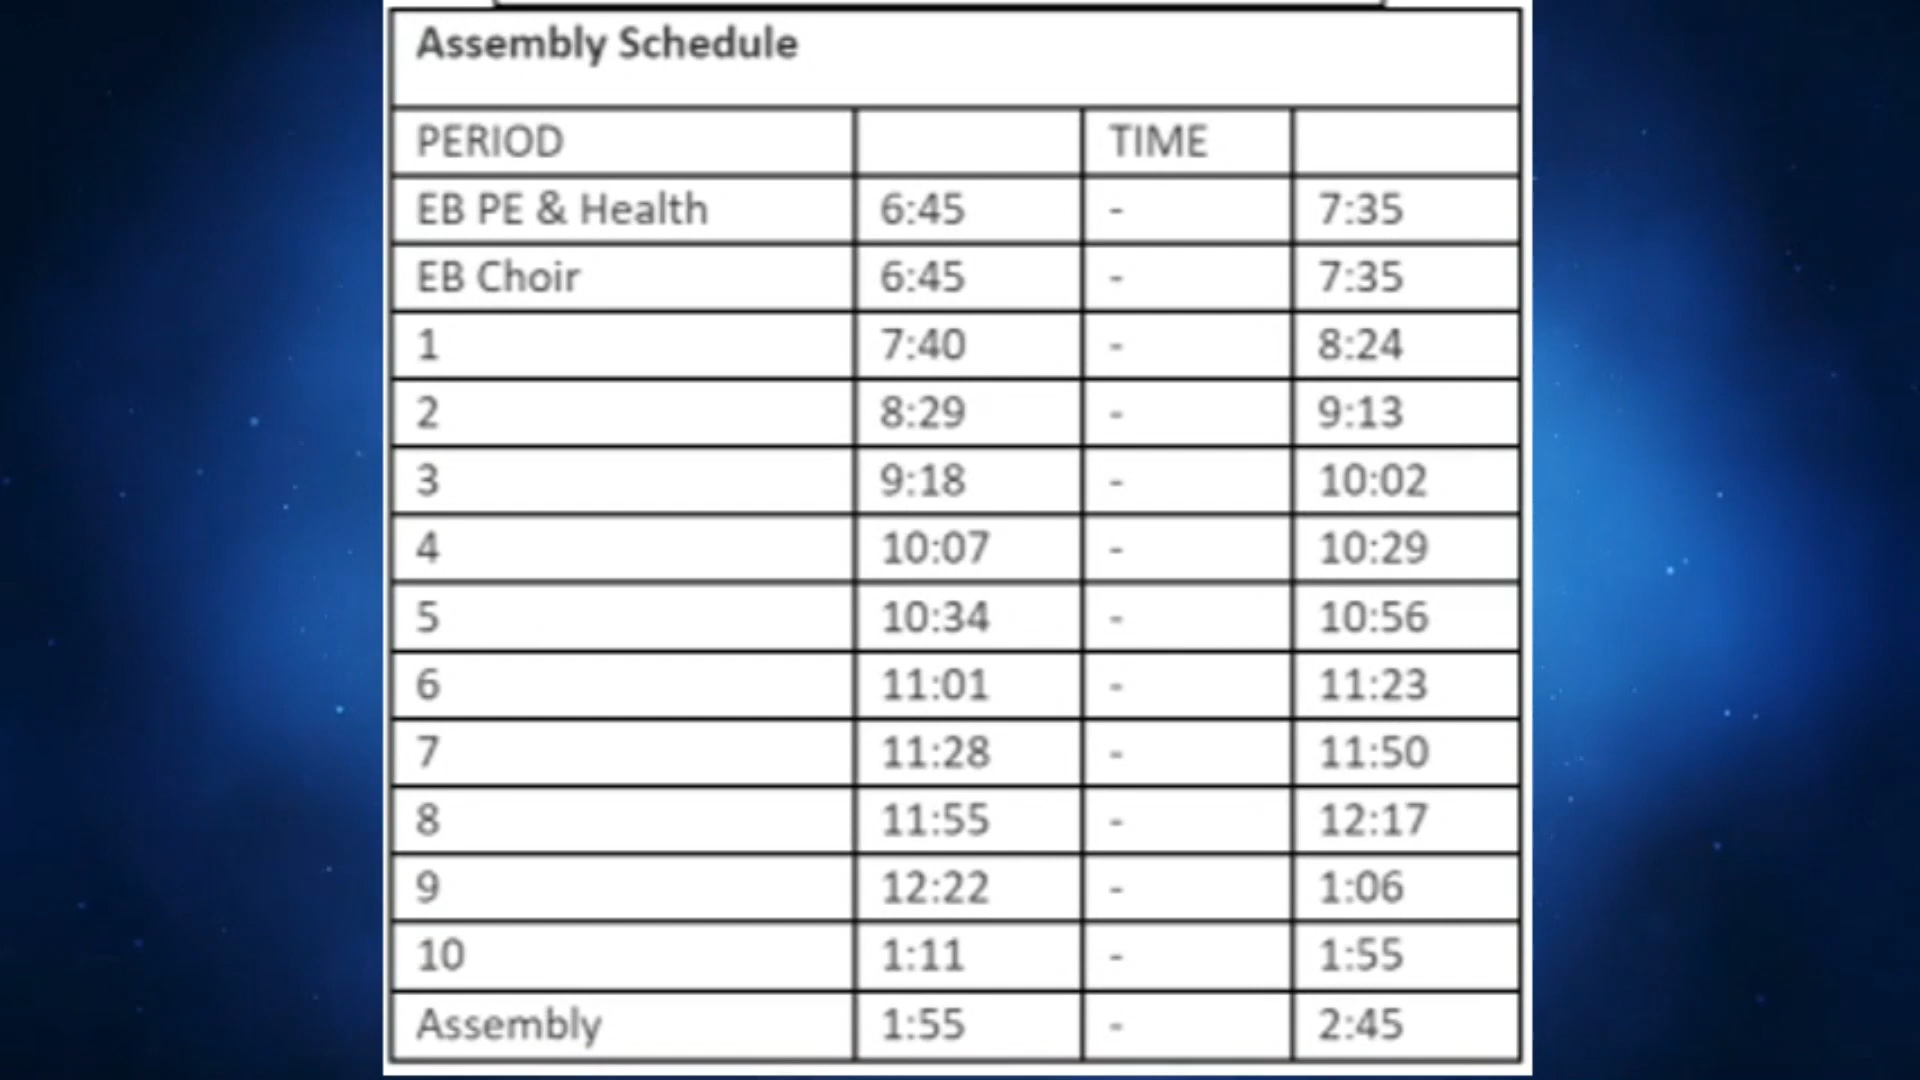 Assembly Schedule
PERIOD TIME
EB PE & Health 6:45 - 7:35
EB Choir 6:45 - 7:35
1 7:40 - 8:24
2 8:29 - 9:13
3 9:18 - 10:02
4 10:07 - 10:29
5 10:34 - 10:56
6 11:01 - 11:23
7 11:28 - 11:50
8 11:55 - 12:17
9 12:22 - 1:06
10 1:11 - 1:55
Assembly 1:55 - 2:45